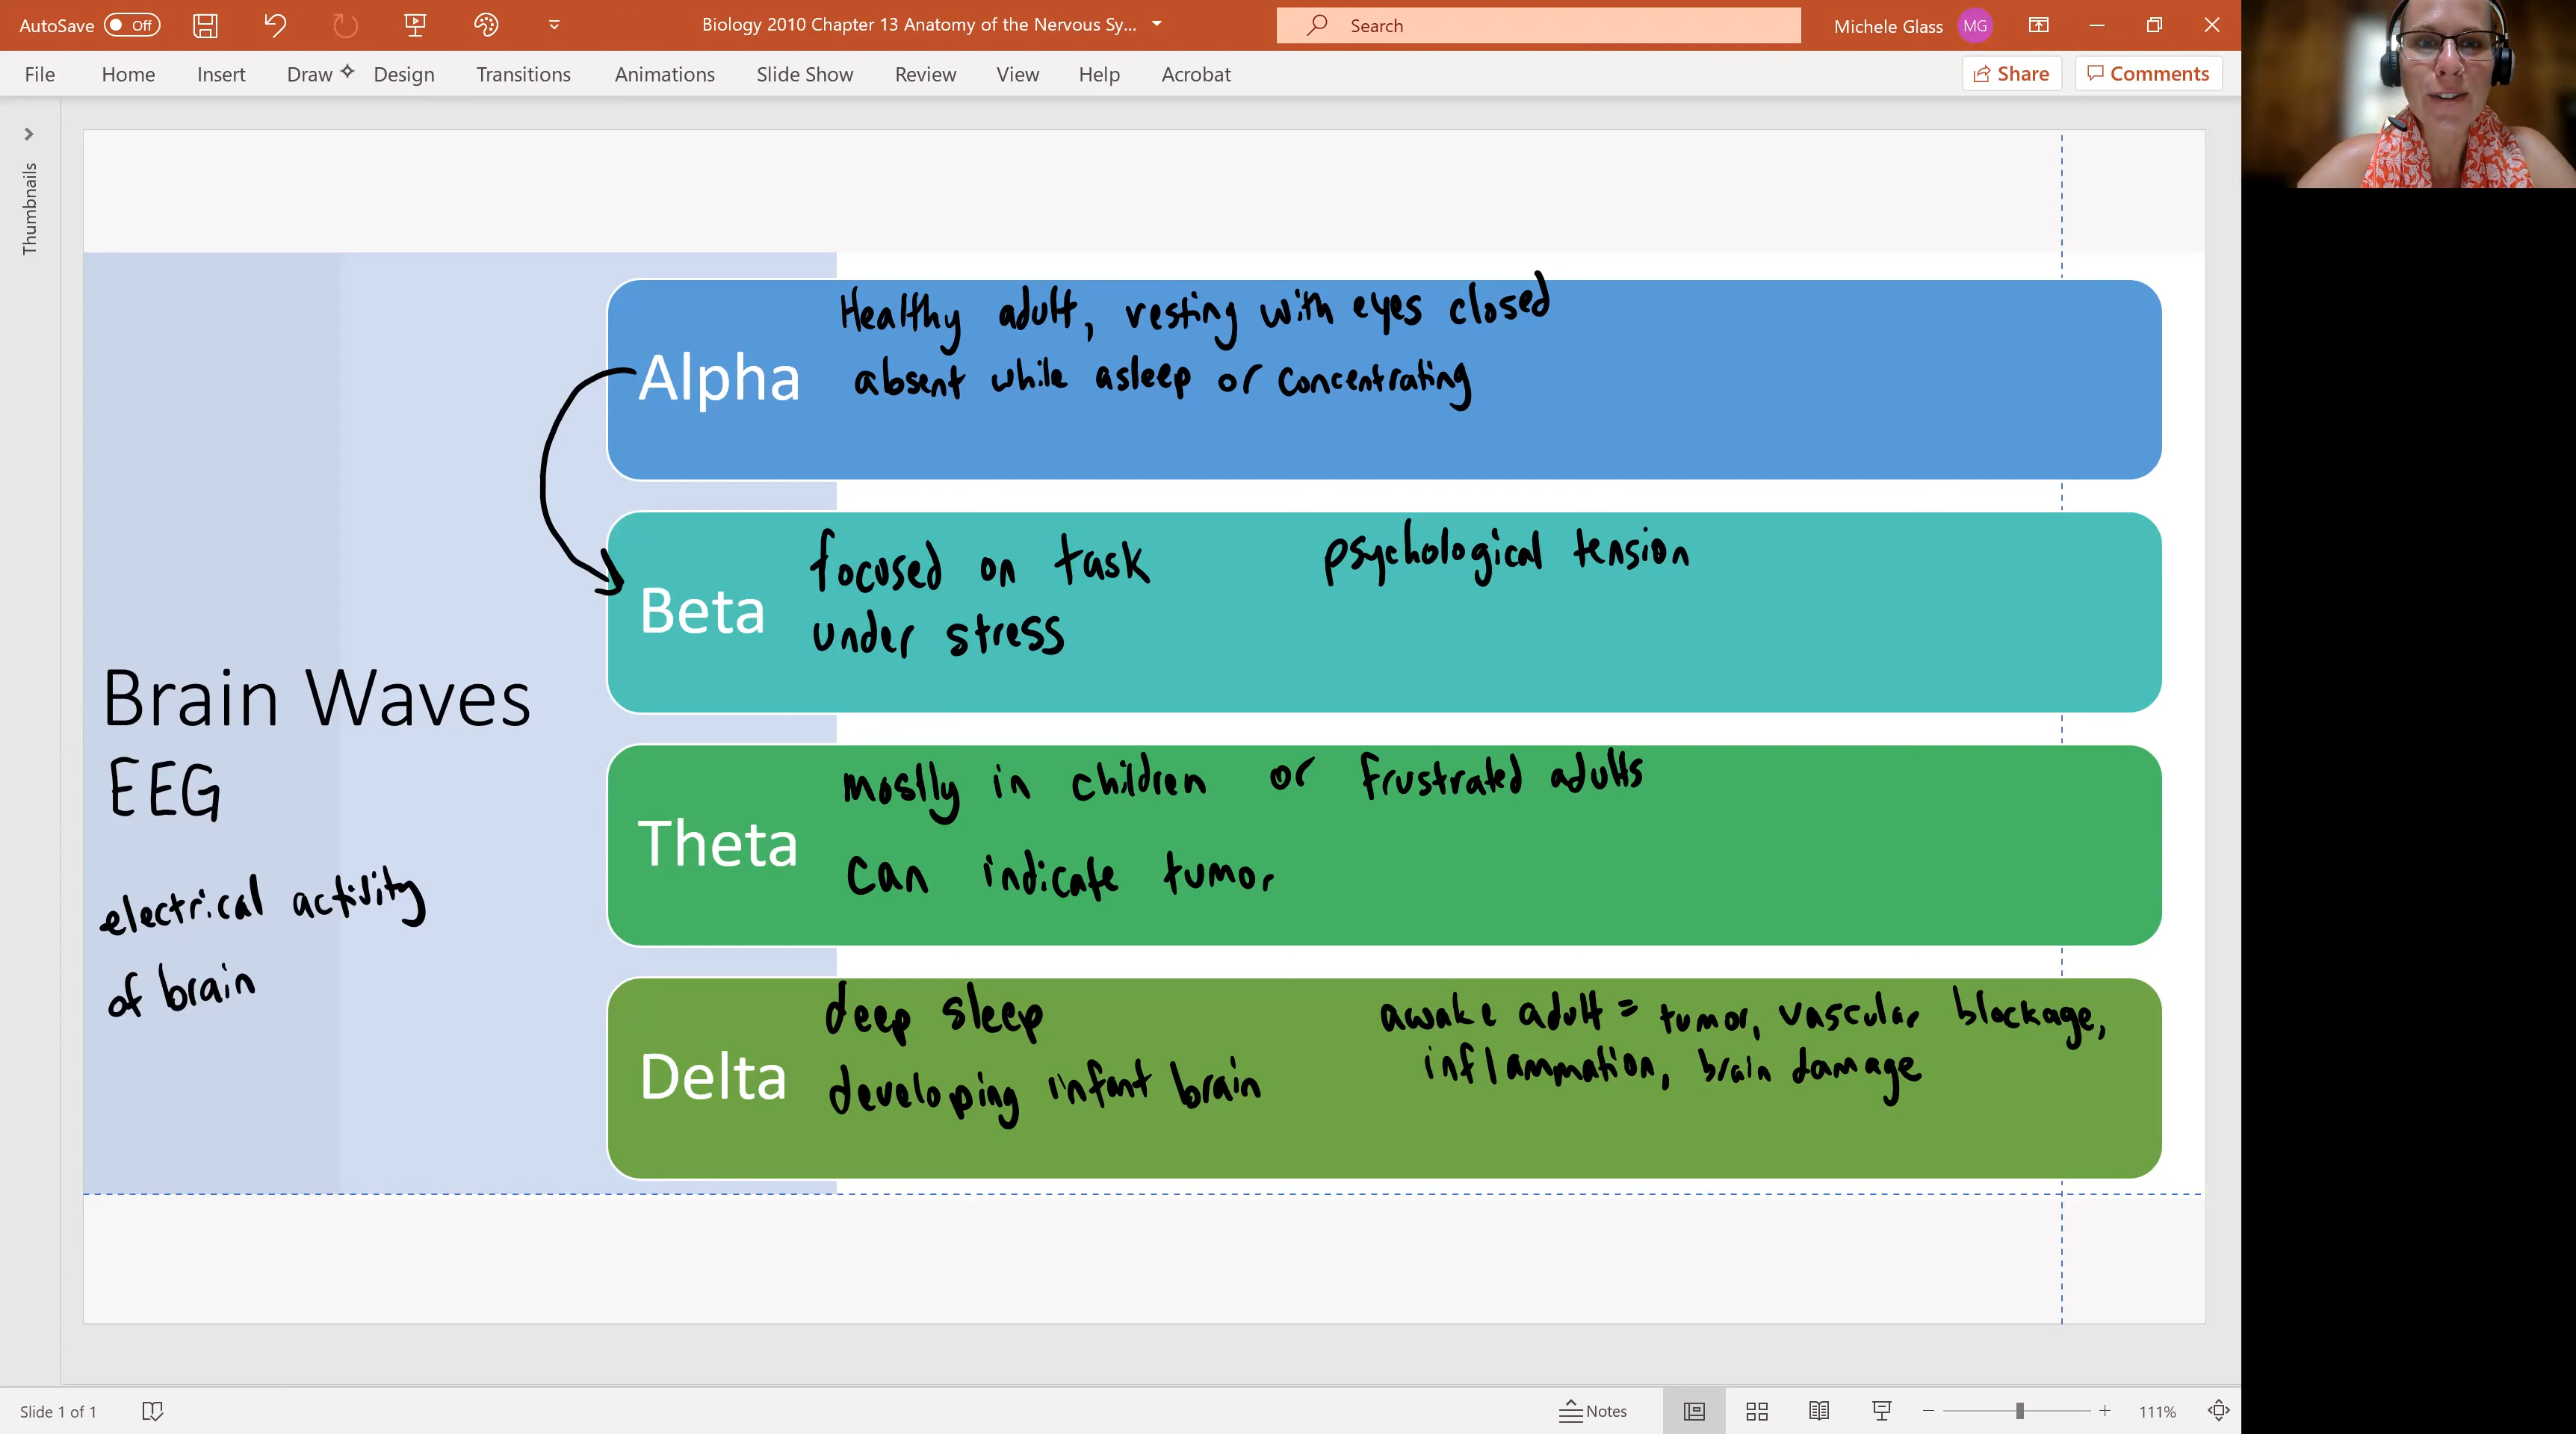 AutoSave Off
Biology 2010 Chapter 13 Anatomy of the Nervous Sy...
Search
Michele Glass MG
File Home Insert Draw Design Transitions Animations Slide Show Review View Help Acrobat
Share Comments
Thumbnails
Brain Waves
EEG
electrical activity
of brain
Alpha
Healthy adult, resting with eyes closed
absent while asleep or concentrating
Beta
focused on task
under stress
psychological tension
Theta
mostly in children or frustrated adults
can indicate tumor
Delta
deep sleep
developing infant brain
awake adult = tumor, vascular blockage,
inflammation, brain damage
Slide 1 of 1
Notes
111%